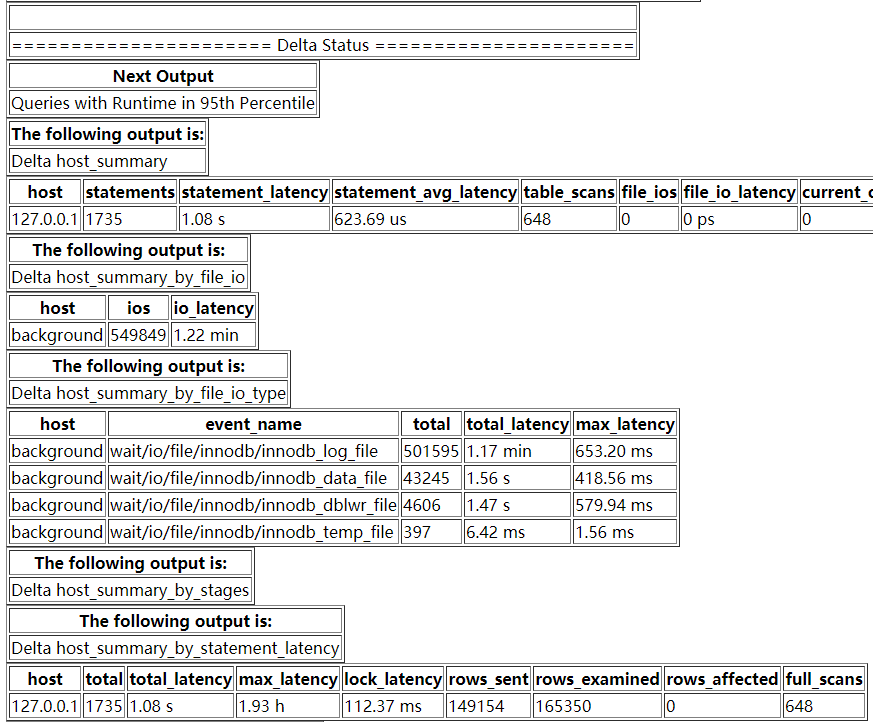 ====================== Delta Status ======================
Next Output
Queries with Runtime in 95th Percentile
The following output is:
Delta host_summary
host statements statement_latency statement_avg_latency table_scans file_ios file_io_latency current_c
127.0.0.1 1735 1.08 s 623.69 us 648 0 0 ps 0
The following output is:
Delta host_summary_by_file_io
host ios io_latency
background 549849 1.22 min
The following output is:
Delta host_summary_by_file_io_type
host event_name total total_latency max_latency
background wait/io/file/innodb/innodb_log_file 501595 1.17 min 653.20 ms
background wait/io/file/innodb/innodb_data_file 43245 1.56 s 418.56 ms
background wait/io/file/innodb/innodb_dblwr_file 4606 1.47 s 579.94 ms
background wait/io/file/innodb/innodb_temp_file 397 6.42 ms 1.56 ms
The following output is:
Delta host_summary_by_stages
The following output is:
Delta host_summary_by_statement_latency
host total total_latency max_latency lock_latency rows_sent rows_examined rows_affected full_scans
127.0.0.1 1735 1.08 s 1.93 h 112.37 ms 149154 165350 0 648